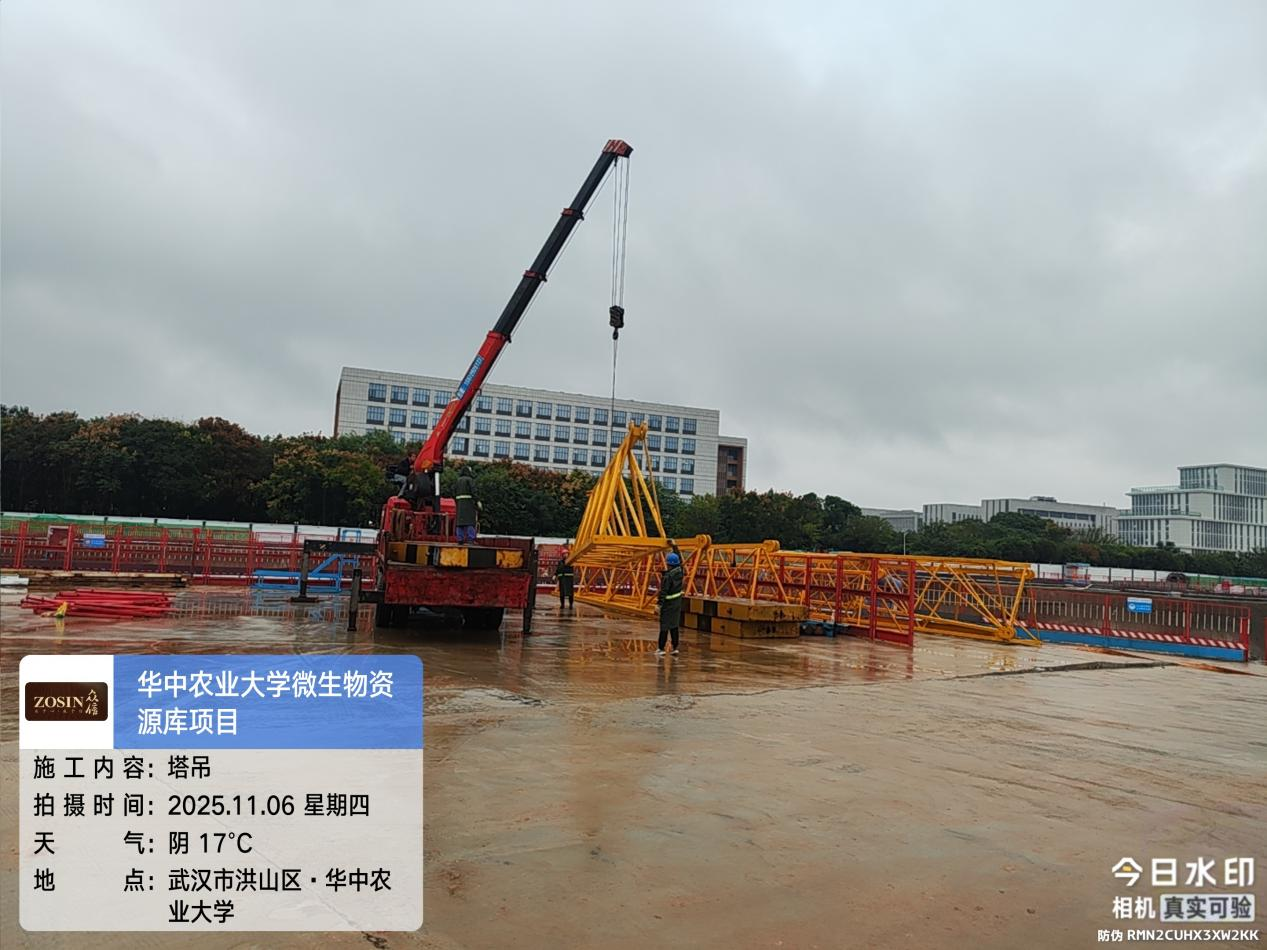 华中农业大学微生物资
源库项目
ZOSIN 众信
施工内容：塔吊
拍摄时间：2025.11.06 星期四
天气：阴 17°C
地点：武汉市洪山区·华中农
业大学
今日水印
相机 真实可验
防伪 RMN2CUHX3XW2KK